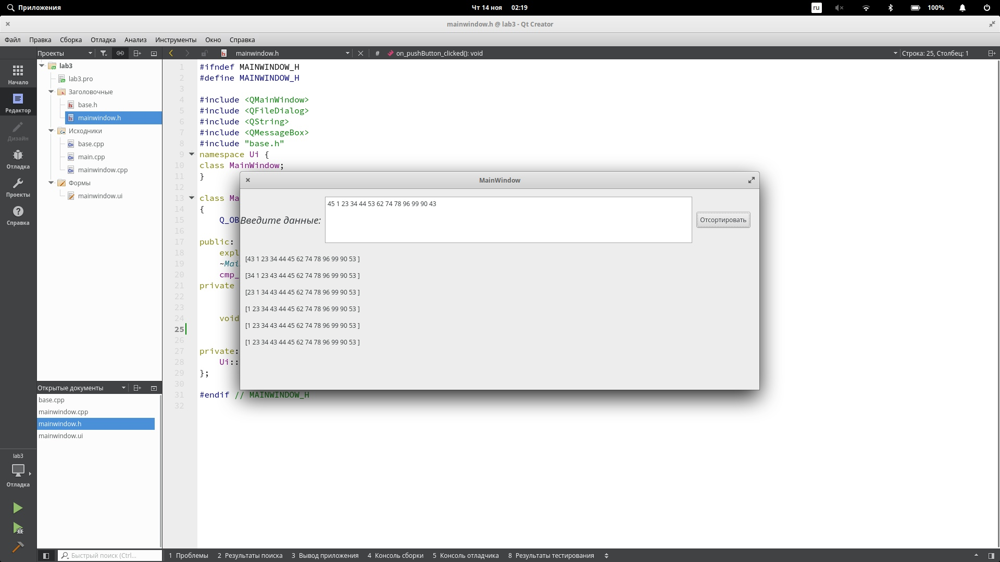 Приложения
Чт 14 ноя 02:19
ru
100%
mainwindow.h @ lab3 - Qt Creator
Файл Правка Сборка Отладка Анализ Инструменты Окно Справка
Проекты
mainwindow.h
# on_pushButton_clicked(): void
Строка: 25, Столбец: 1
Начало
Редактор
Дизайн
Отладка
Проекты
Справка
lab3
Отладка
lab3
lab3.pro
Заголовочные
base.h
mainwindow.h
Исходники
base.cpp
main.cpp
mainwindow.cpp
Формы
mainwindow.ui
Открытые документы
base.cpp
mainwindow.cpp
mainwindow.h
mainwindow.ui
1 #ifndef MAINWINDOW_H
2 #define MAINWINDOW_H
3
4 #include <QMainWindow>
5 #include <QFileDialog>
6 #include <QString>
7 #include <QMessageBox>
8 #include "base.h"
9 namespace Ui {
10 class MainWindow;
11 }
12
13 class Ma
14 {
15 Q_OB
16
17 public:
18 expl
19 ~Mai
20 cmp_
21 private
22
23
24 void
25
26
27 private:
28 Ui::
29 };
30
31 #endif // MAINWINDOW_H
32
MainWindow
Введите данные:
45 1 23 34 44 53 62 74 78 96 99 90 43
Отсортировать
[43 1 23 34 44 45 62 74 78 96 99 90 53 ]
[34 1 23 43 44 45 62 74 78 96 99 90 53 ]
[23 1 34 43 44 45 62 74 78 96 99 90 53 ]
[1 23 34 43 44 45 62 74 78 96 99 90 53 ]
[1 23 34 43 44 45 62 74 78 96 99 90 53 ]
[1 23 34 43 44 45 62 74 78 96 99 90 53 ]
Быстрый поиск (Ctrl...
1 Проблемы 2 Результаты поиска 3 Вывод приложения 4 Консоль сборки 5 Консоль отладчика 8 Результаты тестирования